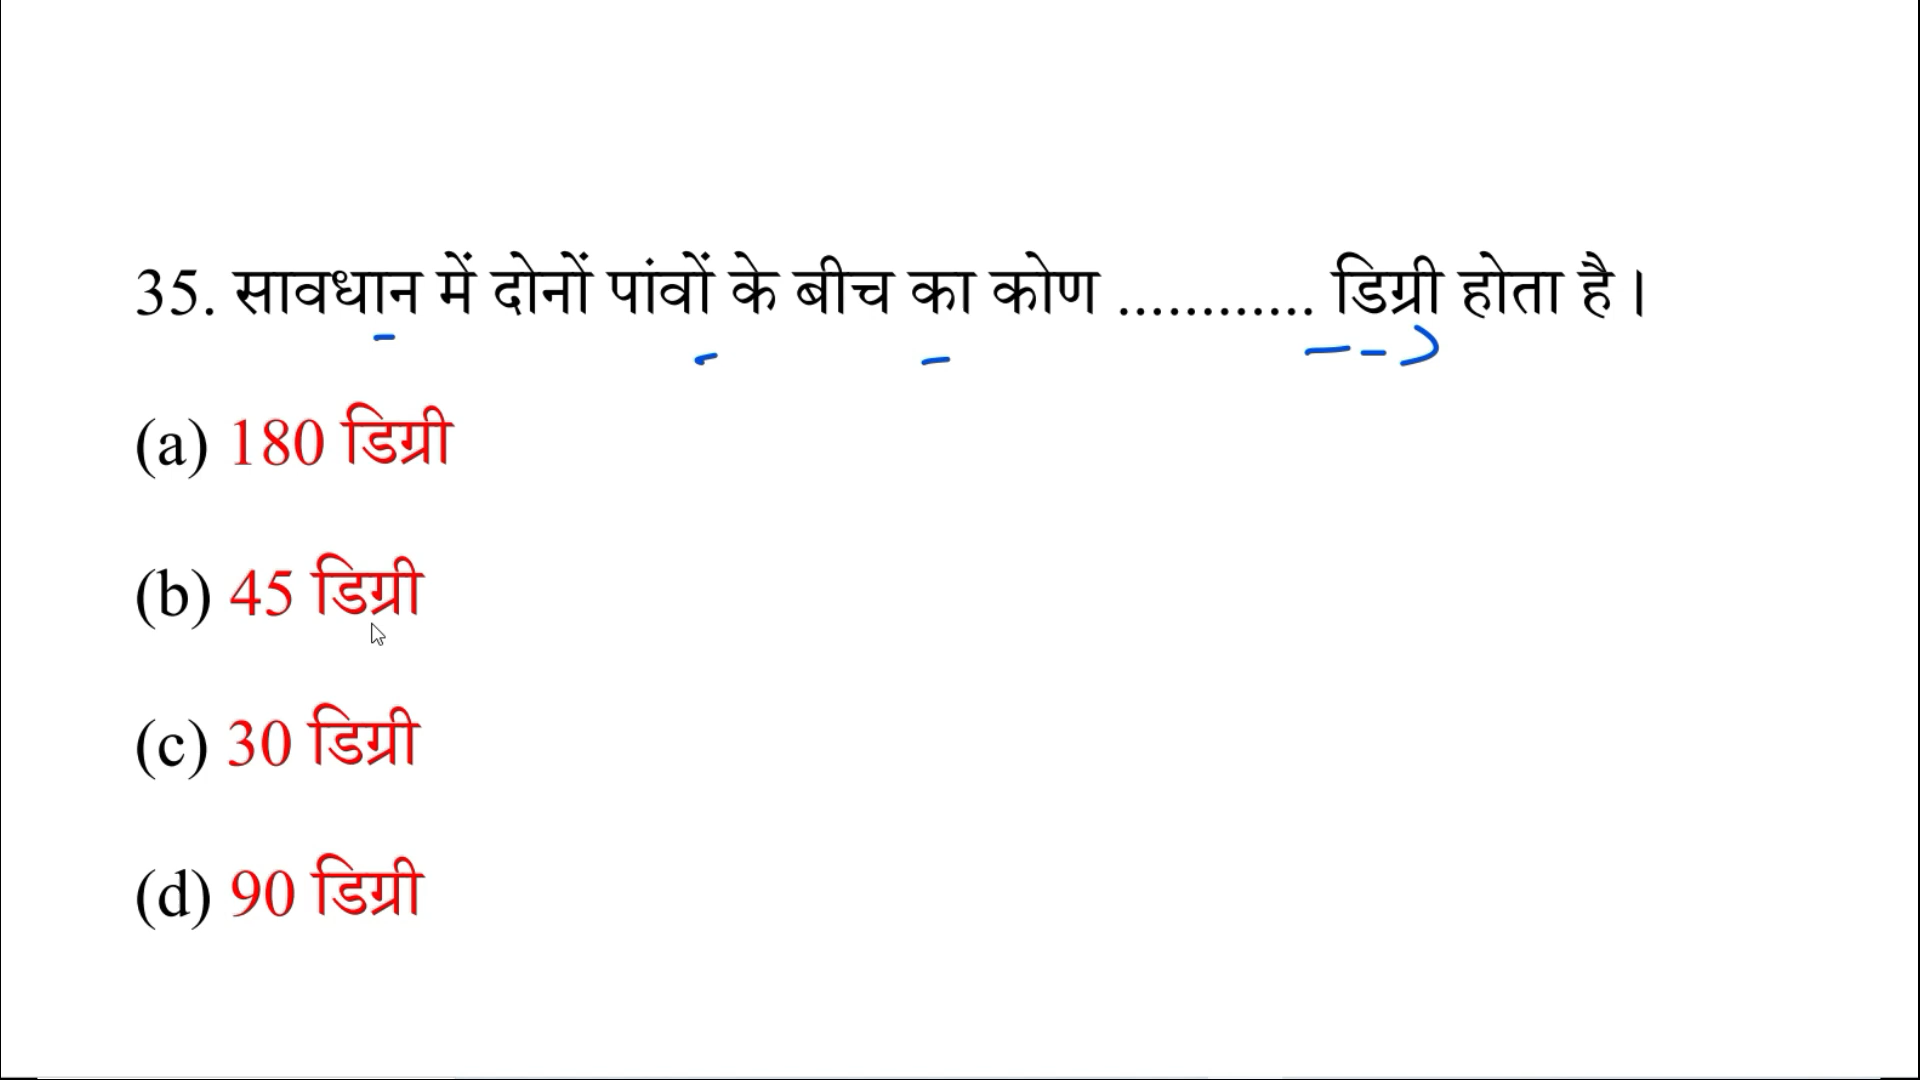 35. सावधान में दोनों पांवों के बीच का कोण ............ डिग्री होता है।
(a) 180 डिग्री
(b) 45 डिग्री
(c) 30 डिग्री
(d) 90 डिग्री